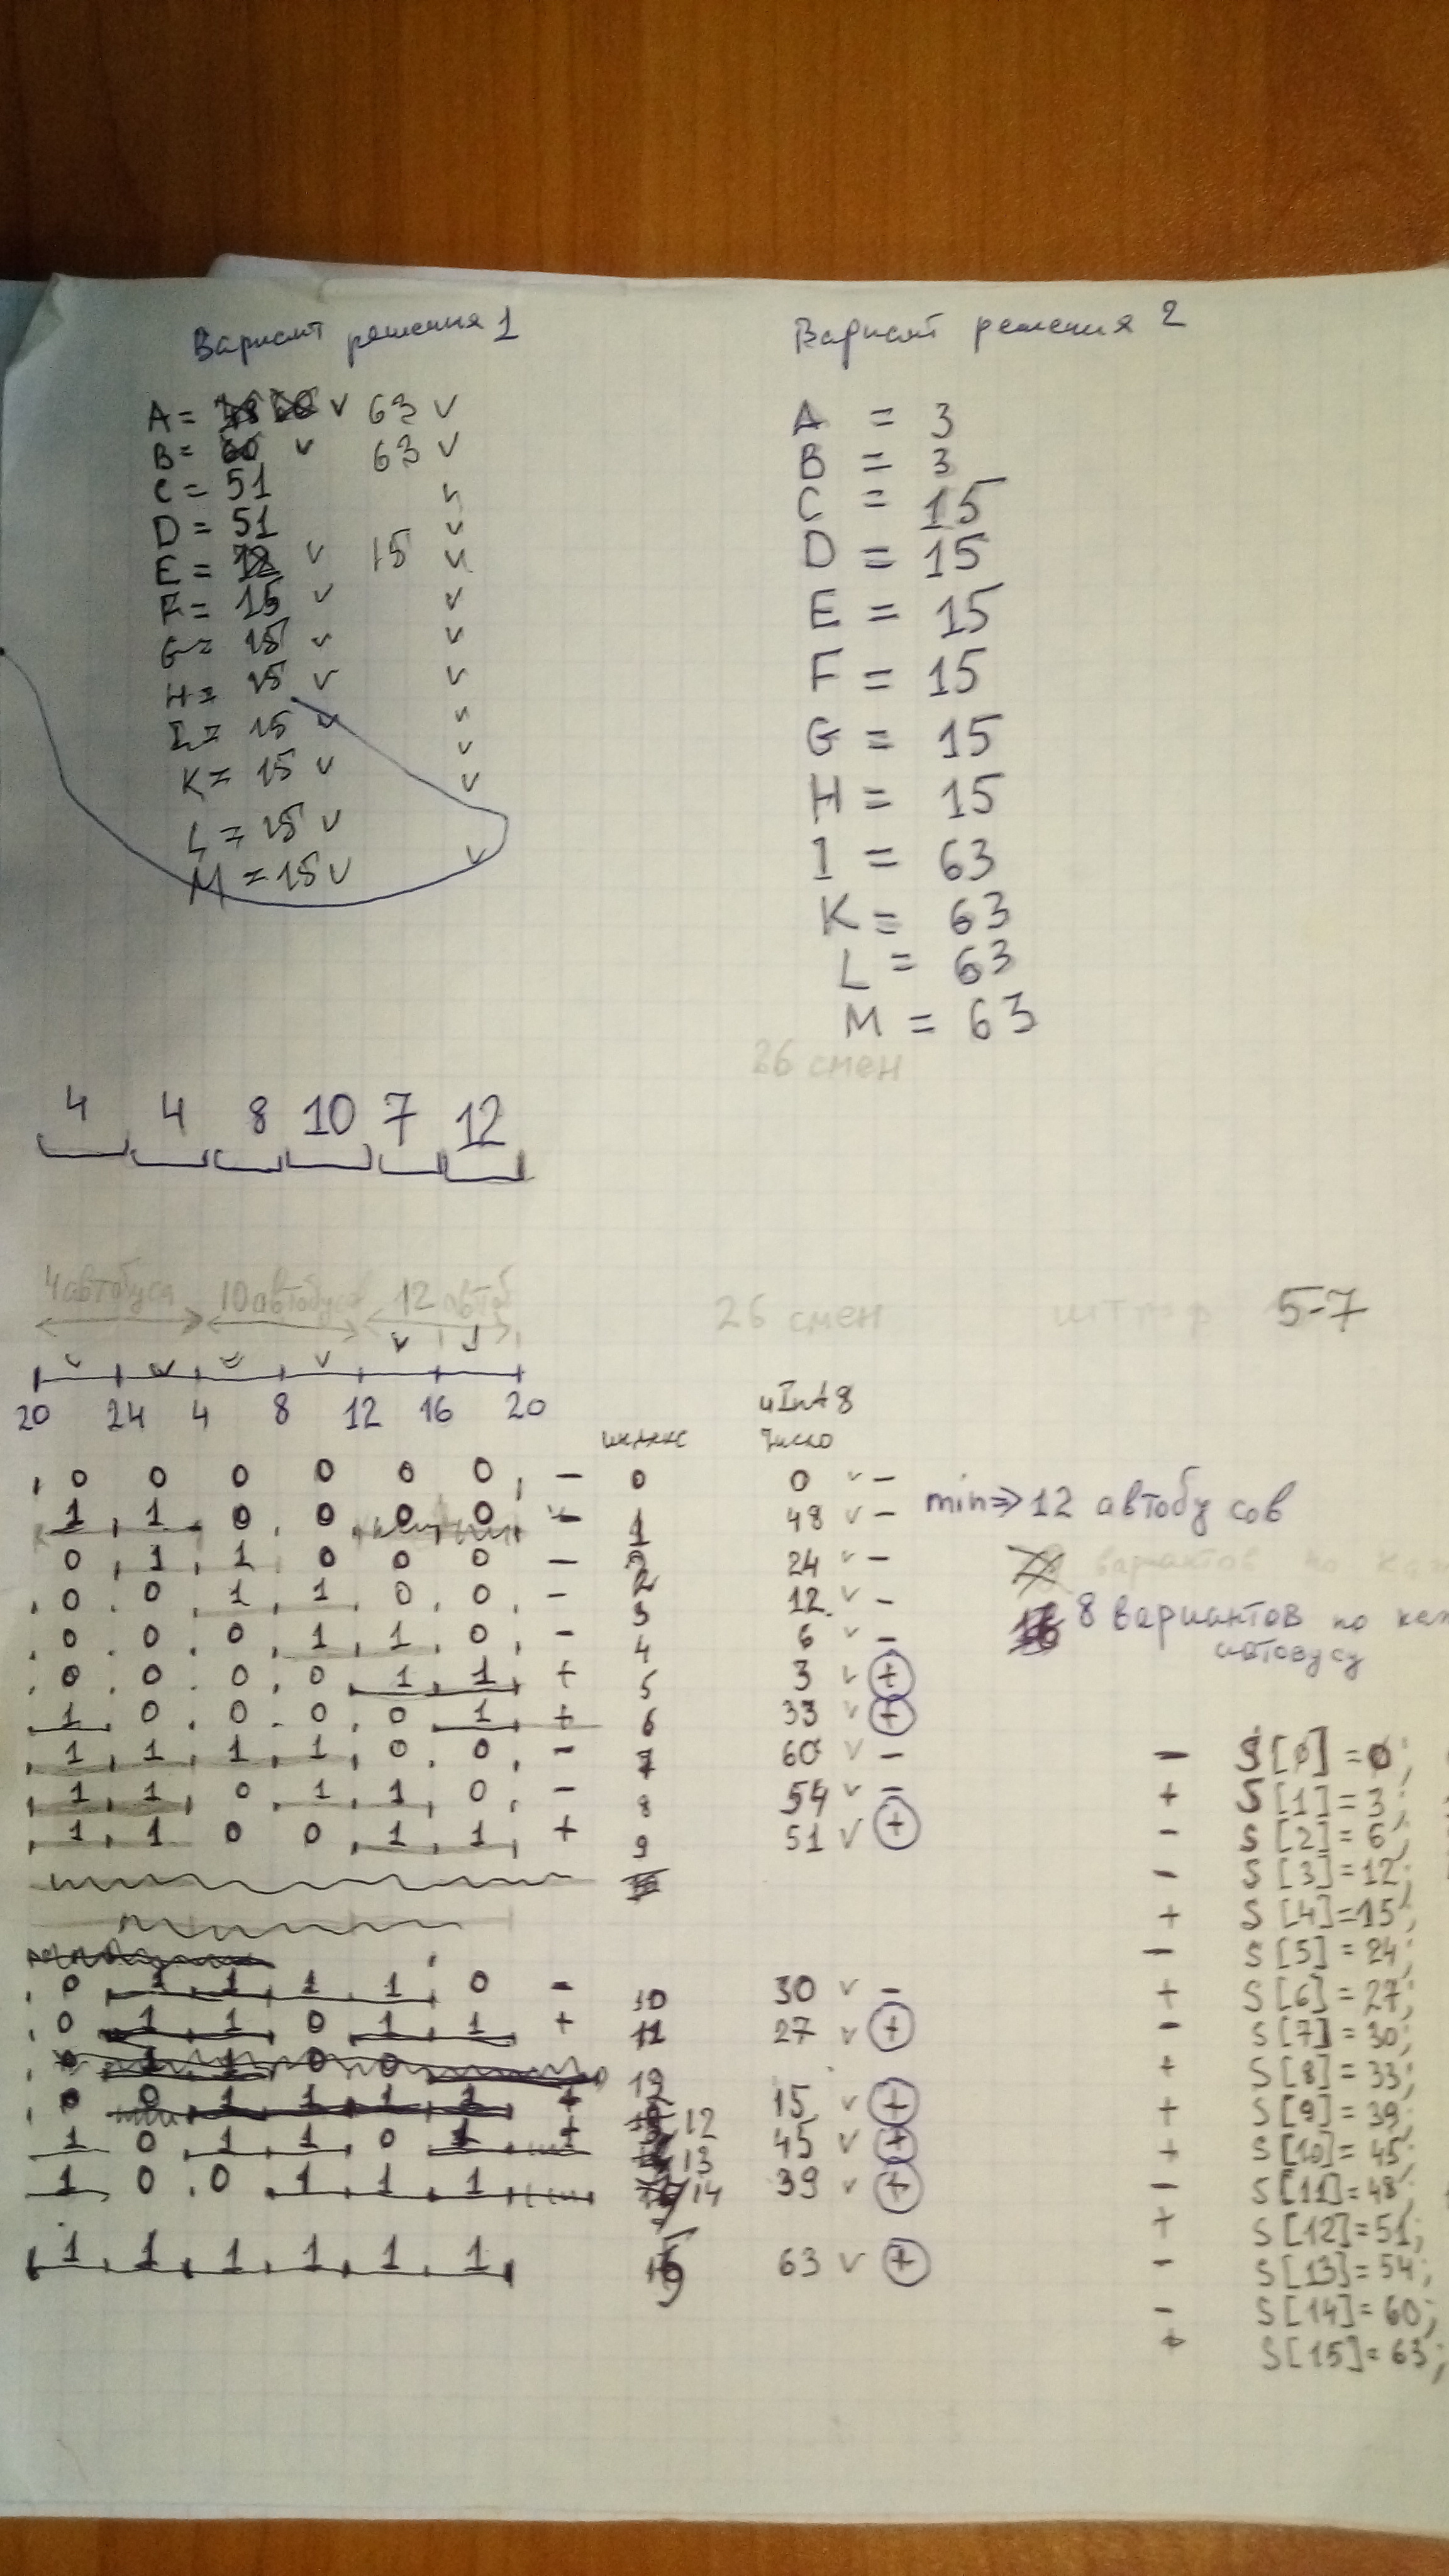 Вариант решения 1
A = 63
B = 60 63
C = 51
D = 51
E = 12 15
F = 15
G = 15
H = 15
I = 15
K = 15
L = 15
M = 15
Вариант решения 2
A = 3
B = 3
C = 15
D = 15
E = 15
F = 15
G = 15
H = 15
I = 63
K = 63
L = 63
M = 63
26 смен
4 4 8 10 7 12
4 автобуса 10 автобусов 12 автоб
26 смен
штраф 5-7
20 24 4 8 12 16 20
индекс
uInt8
Число
0 0 0 0 0 0 - 0 0 -
1 1 0 0 0 0 - 1 48 -
0 1 1 0 0 0 - 2 24 -
0 0 1 1 0 0 - 3 12 -
0 0 0 1 1 0 - 4 6 -
0 0 0 0 1 1 + 5 3 +
1 0 0 0 0 1 + 6 33 +
1 1 1 1 0 0 - 7 60 -
1 1 0 1 1 0 - 8 54 -
1 1 0 0 1 1 + 9 51 +
0 1 1 1 1 0 - 10 30 -
0 1 1 0 1 1 + 11 27 +
0 0 1 1 1 1 + 12 15 +
1 0 1 1 0 1 + 13 45 +
1 0 0 1 1 1 14 39 +
1 1 1 1 1 1 63 +
min => 12 автобусов
вариантов по
8 вариантов по
автобусу
- S[0] = 0;
+ S[1] = 3;
- S[2] = 6;
- S[3] = 12;
+ S[4] = 15;
- S[5] = 24;
+ S[6] = 27;
- S[7] = 30;
+ S[8] = 33;
+ S[9] = 39;
+ S[10] = 45;
- S[11] = 48;
+ S[12] = 51;
- S[13] = 54;
- S[14] = 60;
+ S[15] = 63;